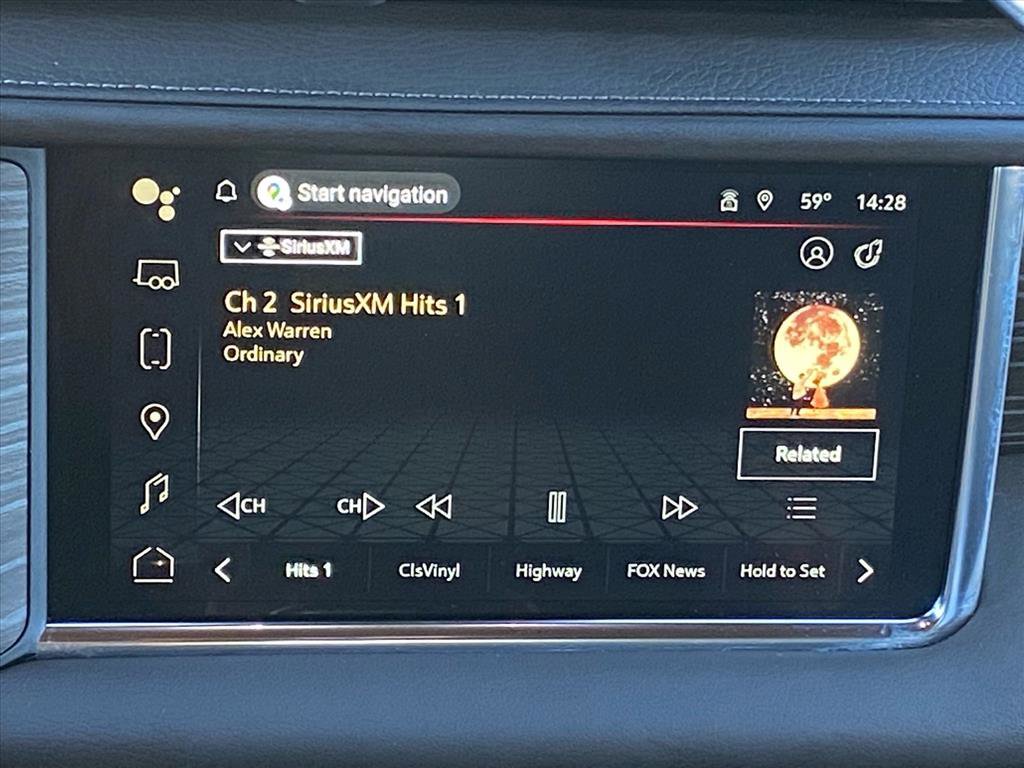 Start navigation
59° 14:28
SiriusXM
Ch 2 SiriusXM Hits 1
Alex Warren
Ordinary
Related
CH CH
Hits 1 ClsVinyl Highway FOX News Hold to Set